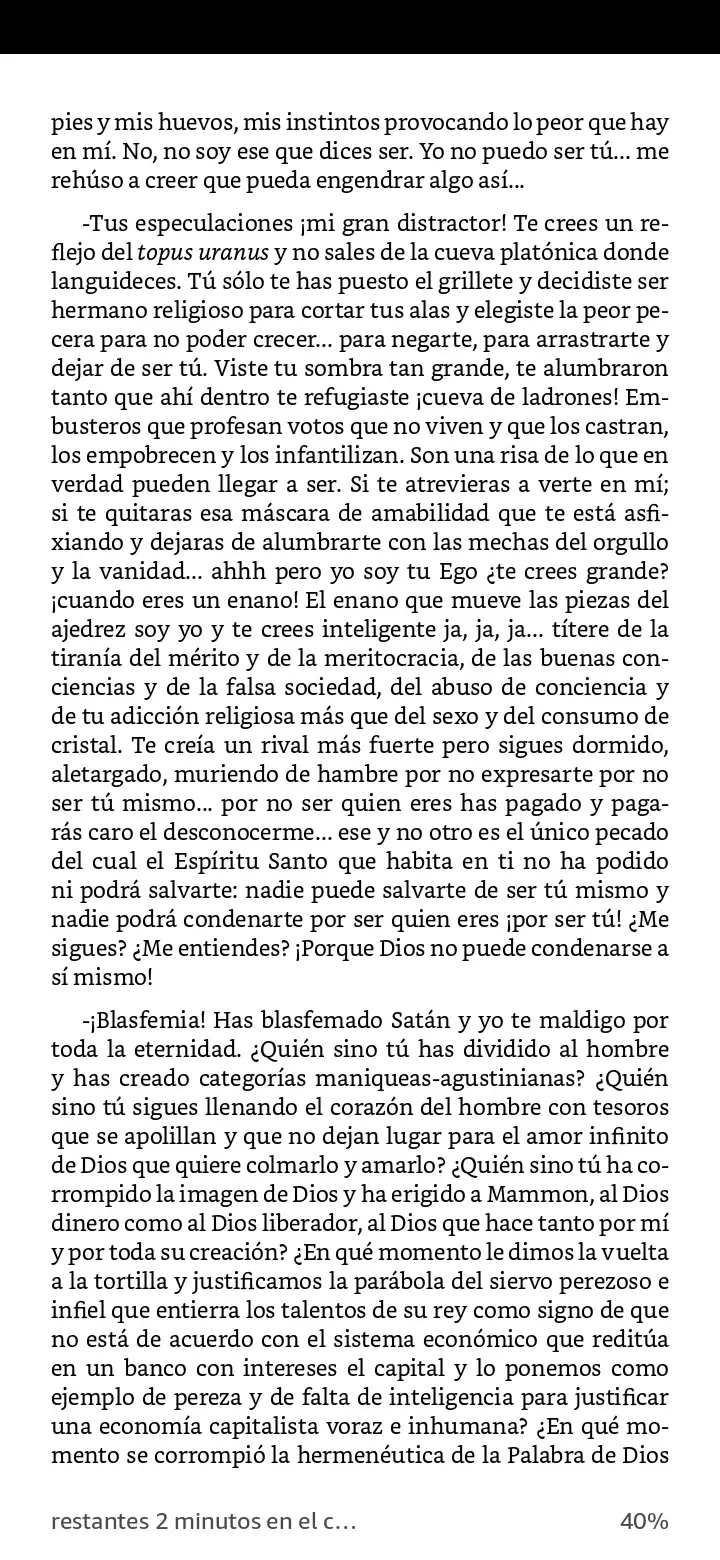 pies y mis huevos, mis instintos provocando lo peor que hay
en mí. No, no soy ese que dices ser. Yo no puedo ser tú... me
rehúso a creer que pueda engendrar algo así...
-Tus especulaciones ¡mi gran distractor! Te crees un re-
flejo del topus uranus y no sales de la cueva platónica donde
languideces. Tú sólo te has puesto el grillete y decidiste ser
hermano religioso para cortar tus alas y elegiste la peor pe-
cera para no poder crecer... para negarte, para arrastrarte y
dejar de ser tú. Viste tu sombra tan grande, te alumbraron
tanto que ahí dentro te refugiaste ¡cueva de ladrones! Em-
busteros que profesan votos que no viven y que los castran,
los empobrecen y los infantilizan. Son una risa de lo que en
verdad pueden llegar a ser. Si te atrevieras a verte en mí;
si te quitaras esa máscara de amabilidad que te está asfi-
xiando y dejaras de alumbrarte con las mechas del orgullo
y la vanidad... ahhh pero yo soy tu Ego ¿te crees grande?
¡cuando eres un enano! El enano que mueve las piezas del
ajedrez soy yo y te crees inteligente ja, ja, ja... títere de la
tiranía del mérito y de la meritocracia, de las buenas con-
ciencias y de la falsa sociedad, del abuso de conciencia y
de tu adicción religiosa más que del sexo y del consumo de
cristal. Te creía un rival más fuerte pero sigues dormido,
aletargado, muriendo de hambre por no expresarte por no
ser tú mismo... por no ser quien eres has pagado y paga-
rás caro el desconocerme... ese y no otro es el único pecado
del cual el Espíritu Santo que habita en ti no ha podido
ni podrá salvarte: nadie puede salvarte de ser tú mismo y
nadie podrá condenarte por ser quien eres ¡por ser tú! ¿Me
sigues? ¿Me entiendes? ¡Porque Dios no puede condenarse a
sí mismo!
-¡Blasfemia! Has blasfemado Satán y yo te maldigo por
toda la eternidad. ¿Quién sino tú has dividido al hombre
y has creado categorías maniqueas-agustinianas? ¿Quién
sino tú sigues llenando el corazón del hombre con tesoros
que se apolillan y que no dejan lugar para el amor infinito
de Dios que quiere colmarlo y amarlo? ¿Quién sino tú ha co-
rrompido la imagen de Dios y ha erigido a Mammon, al Dios
dinero como al Dios liberador, al Dios que hace tanto por mí
y por toda su creación? ¿En qué momento le dimos la vuelta
a la tortilla y justificamos la parábola del siervo perezoso e
infiel que entierra los talentos de su rey como signo de que
no está de acuerdo con el sistema económico que reditúa
en un banco con intereses el capital y lo ponemos como
ejemplo de pereza y de falta de inteligencia para justificar
una economía capitalista voraz e inhumana? ¿En qué mo-
mento se corrompió la hermenéutica de la Palabra de Dios
restantes 2 minutos en el c... 40%